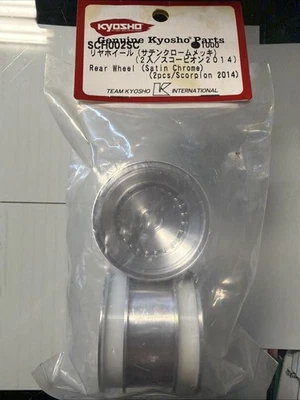 KYOSHO
Genuine Kyosho Parts
SCH002SC ●1000
リヤホイール(サテンクロームメッキ)
(2入/スコーピオン2014)
Rear Wheel (Satin Chrome)
(2pcs/Scorpion 2014)
TEAM KYOSHO K INTERNATIONAL